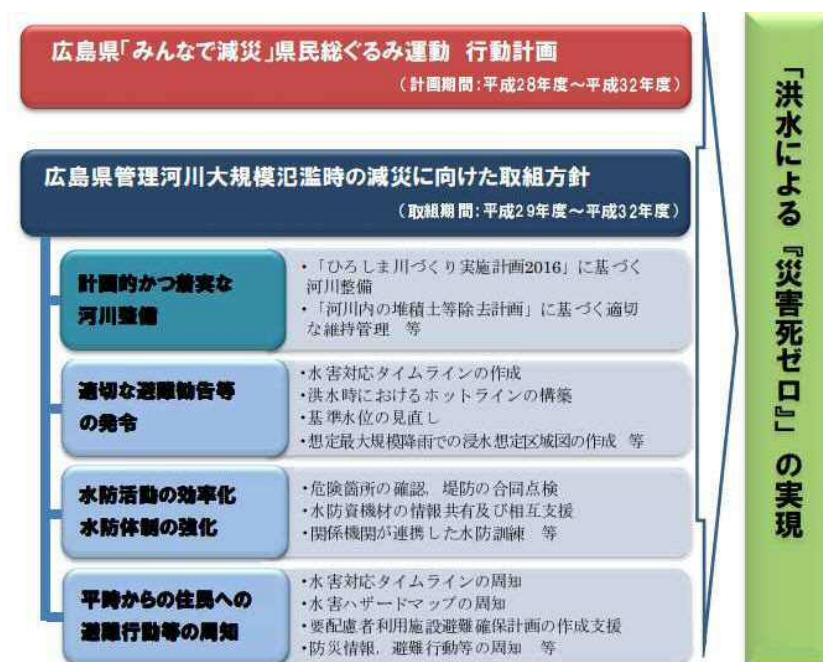 広島県「みんなで減災」県民総ぐるみ運動 行動計画
(計画期間:平成28年度～平成32年度)
広島県管理河川大規模氾濫時の減災に向けた取組方針
(取組期間:平成29年度～平成32年度)
計画的かつ着実な
河川整備
・「ひろしま川づくり実施計画2016」に基づく
河川整備
・「河川内の堆積土等除去計画」に基づく適切
な維持管理 等
適切な避難勧告等
の発令
・水害対応タイムラインの作成
・洪水時におけるホットラインの構築
・基準水位の見直し
・想定最大規模降雨での浸水想定区域図の作成 等
水防活動の効率化
水防体制の強化
・危険箇所の確認，堤防の合同点検
・水防資機材の情報共有及び相互支援
・関係機関が連携した水防訓練 等
平時からの住民への
避難行動等の周知
・水害対応タイムラインの周知
・水害ハザードマップの周知
・要配慮者利用施設避難確保計画の作成支援
・防災情報，避難行動等の周知 等
「洪水による『災害死ゼロ』」の実現